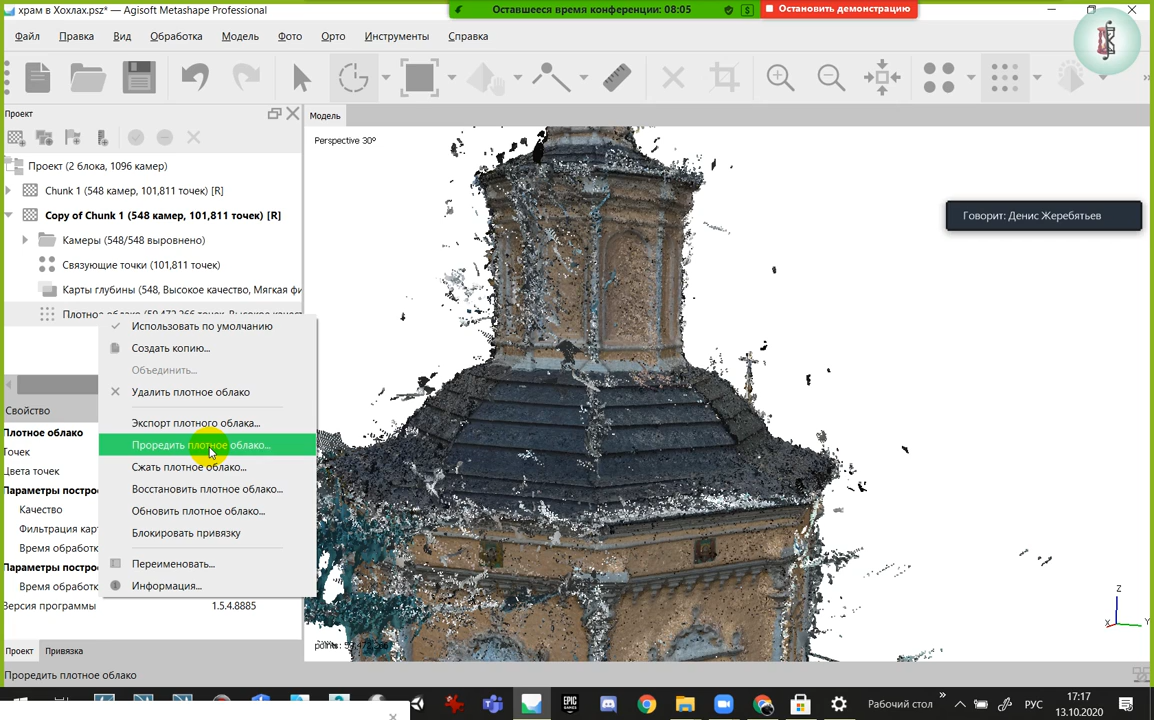 храм в Хохлах.psz* — Agisoft Metashape Professional
Оставшееся время конференции: 08:05
$
Остановить демонстрацию
Файл Правка Вид Обработка Модель Фото Орто Инструменты Справка
Проект
Модель
Perspective 30°
Проект (2 блока, 1096 камер)
Chunk 1 (548 камер, 101,811 точек) [R]
Copy of Chunk 1 (548 камер, 101,811 точек) [R]
Говорит: Денис Жеребятьев
Камеры (548/548 выровнено)
Связующие точки (101,811 точек)
Карты глубины (548, Высокое качество, Мягкая фи
Использовать по умолчанию
Создать копию...
Объединить...
Удалить плотное облако
Экспорт плотного облака...
Проредить плотное облако...
Сжать плотное облако...
Восстановить плотное облако...
Обновить плотное облако...
Блокировать привязку
Переименовать...
Информация...
Свойство
Плотное облако
Точек
Цвета точек
Параметры постро
Качество
Фильтрация кар
Время обработк
Параметры постро
Время обработк
Версия программы 1.5.4.8885
points:
Z
X
Y
Проект Привязка
Проредить плотное облако
EPIC GAMES
Рабочий стол
»
РУС
17:17
13.10.2020